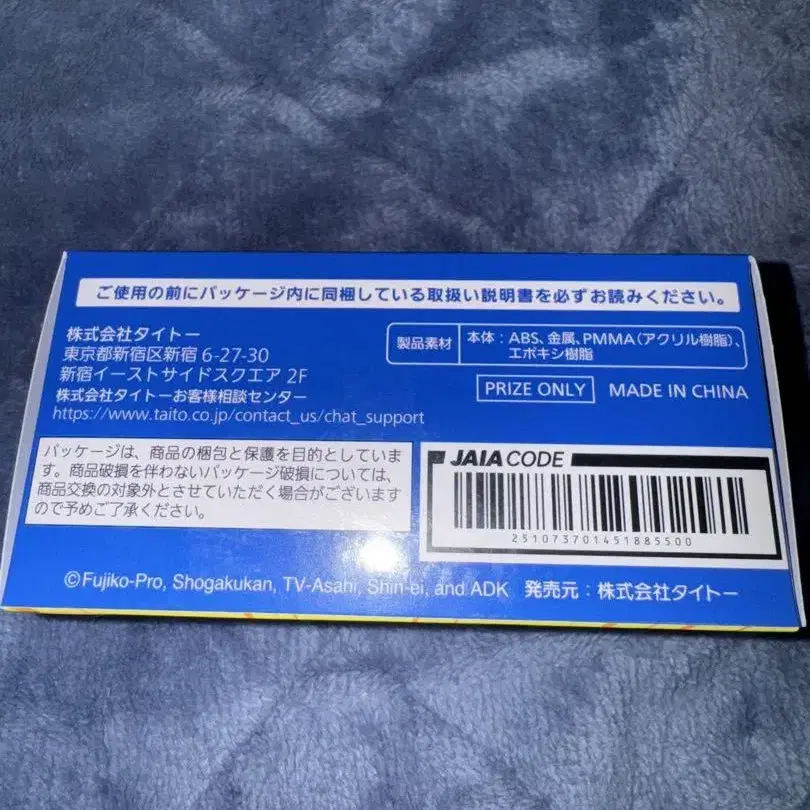 ご使用の前にパッケージ内に同梱している取扱い説明書を必ずお読みください。
株式会社タイトー
東京都新宿区新宿 6-27-30
新宿イーストサイドスクエア 2F
株式会社タイトーお客様相談センター
https://www.taito.co.jp/contact_us/chat_support
製品素材
本体：ABS、金属、PMMA（アクリル樹脂）、
エポキシ樹脂
PRIZE ONLY
MADE IN CHINA
パッケージは、商品の梱包と保護を目的としていま
す。商品破損を伴わないパッケージ破損については、
商品交換の対象外とさせていただく場合がございます
ので予めご了承ください。
JAIA CODE
251073701451885500
©Fujiko-Pro, Shogakukan, TV-Asahi, Shin-ei, and ADK 発売元：株式会社タイトー